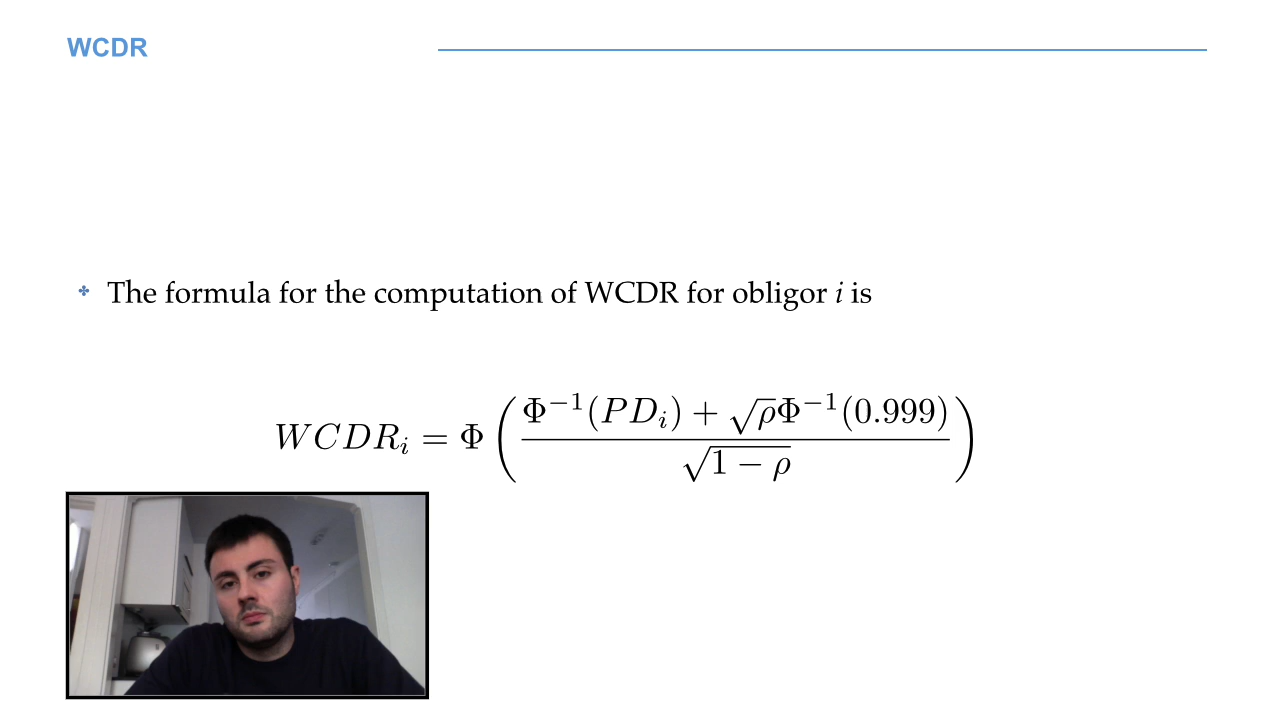 WCDR
The formula for the computation of WCDR for obligor i is
WCDR_i = Φ ( (Φ⁻¹(PD_i) + √ρ Φ⁻¹(0.999)) / √(1 − ρ) )